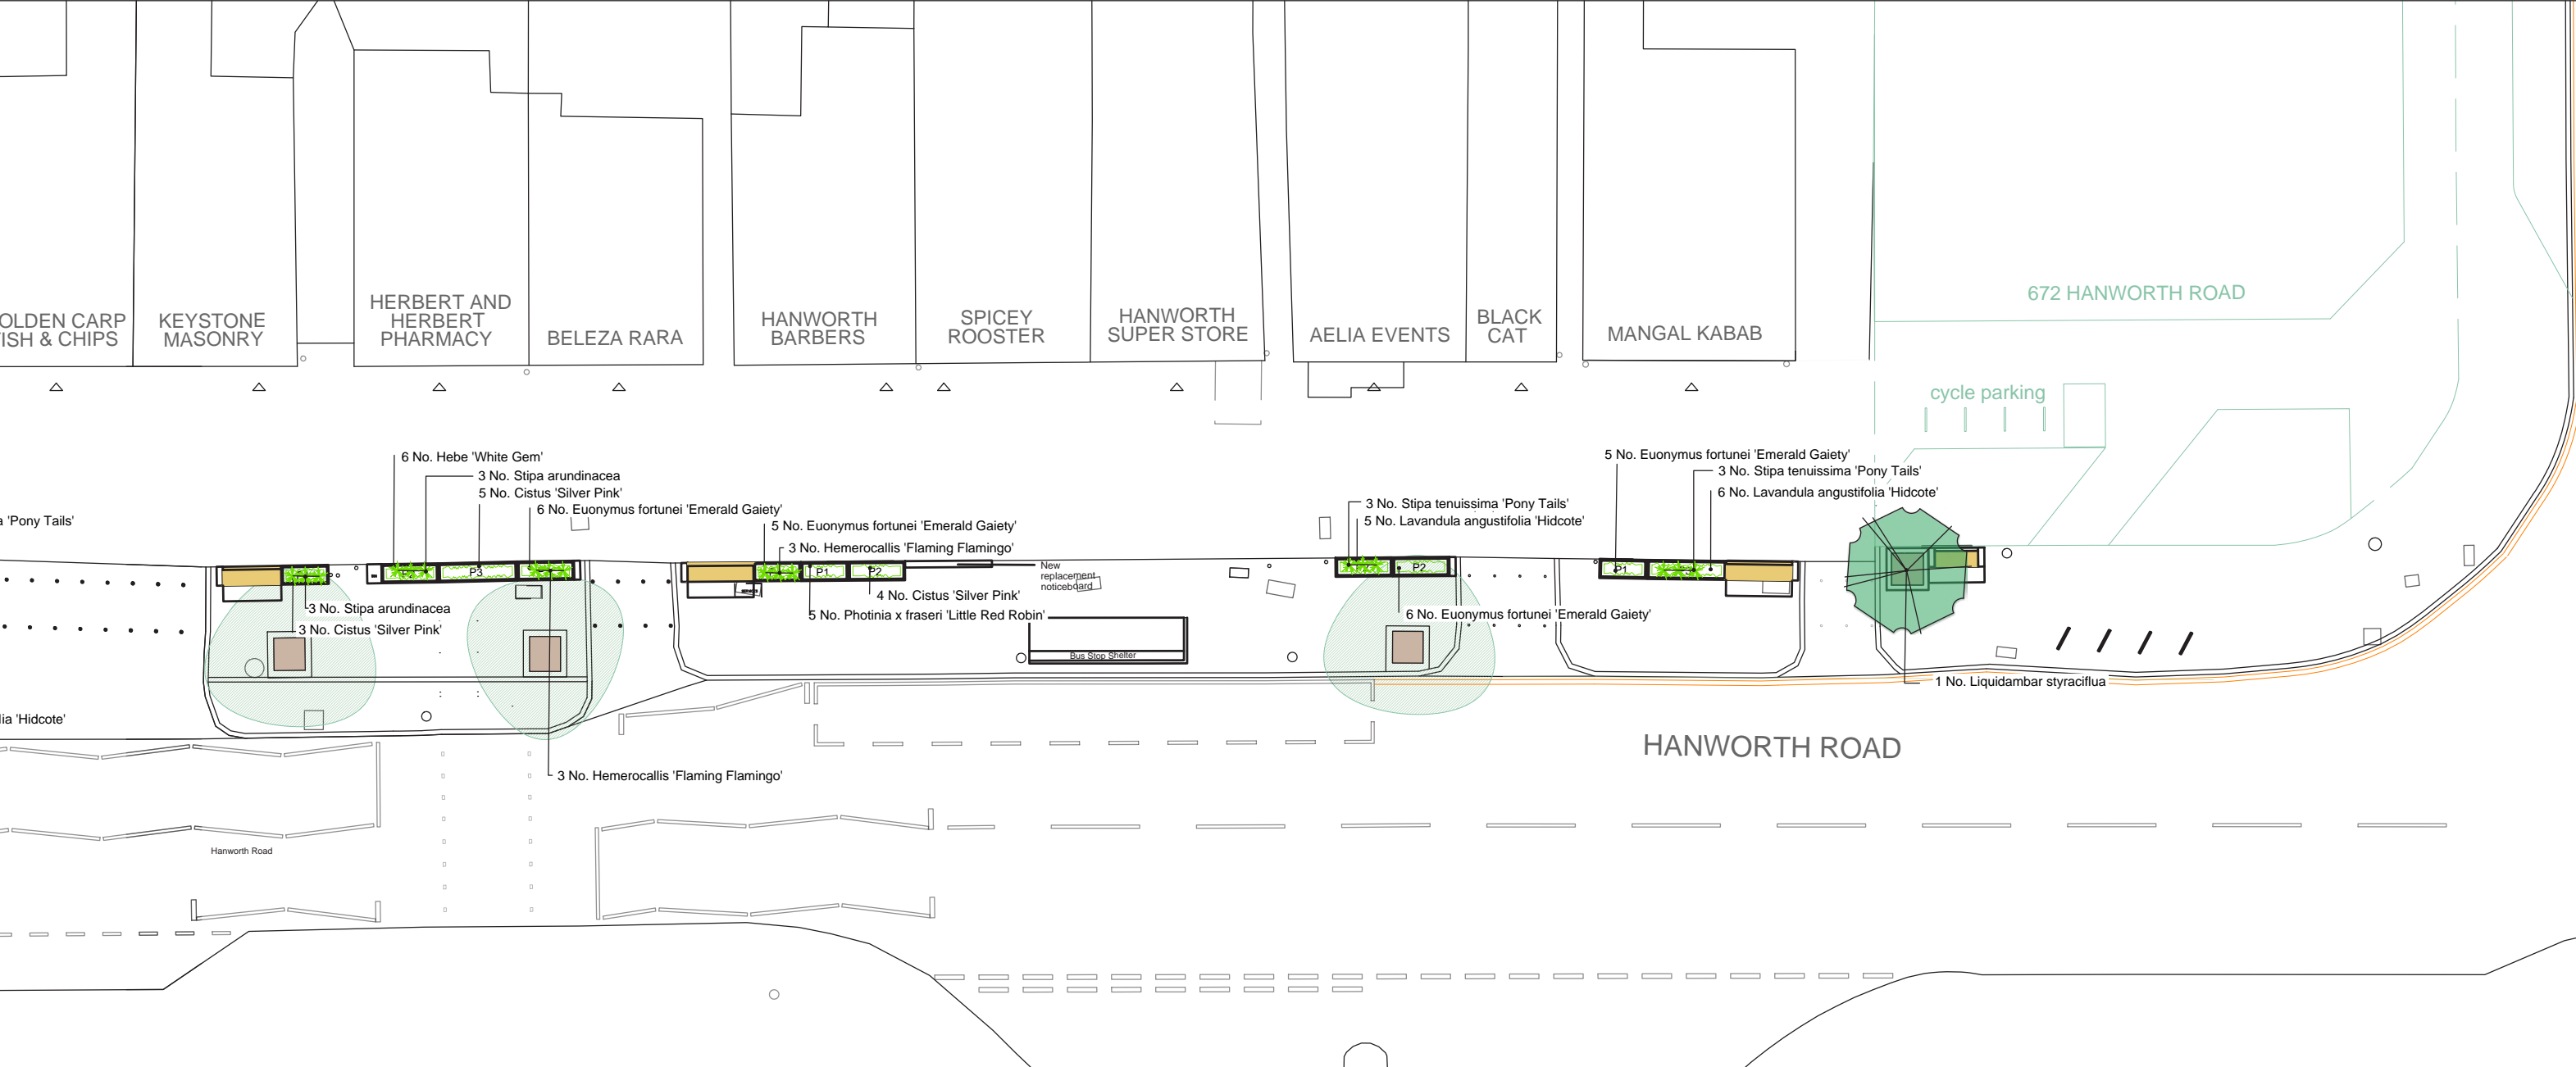 OLDEN CARP
ISH & CHIPS
KEYSTONE
MASONRY
HERBERT AND
HERBERT
PHARMACY
BELEZA RARA
HANWORTH
BARBERS
SPICEY
ROOSTER
HANWORTH
SUPER STORE
AELIA EVENTS
BLACK
CAT
MANGAL KABAB
672 HANWORTH ROAD
cycle parking
6 No. Hebe 'White Gem'
3 No. Stipa arundinacea
5 No. Cistus 'Silver Pink'
6 No. Euonymus fortunei 'Emerald Gaiety'
a 'Pony Tails'
5 No. Euonymus fortunei 'Emerald Gaiety'
3 No. Hemerocallis 'Flaming Flamingo'
3 No. Stipa tenuissima 'Pony Tails'
5 No. Lavandula angustifolia 'Hidcote'
5 No. Euonymus fortunei 'Emerald Gaiety'
3 No. Stipa tenuissima 'Pony Tails'
6 No. Lavandula angustifolia 'Hidcote'
P3
P1
P2
New
replacement
noticeboard
P2
P1
4 No. Cistus 'Silver Pink'
5 No. Photinia x fraseri 'Little Red Robin'
3 No. Stipa arundinacea
3 No. Cistus 'Silver Pink'
6 No. Euonymus fortunei 'Emerald Gaiety'
Bus Stop Shelter
1 No. Liquidambar styraciflua
lia 'Hidcote'
HANWORTH ROAD
3 No. Hemerocallis 'Flaming Flamingo'
Hanworth Road